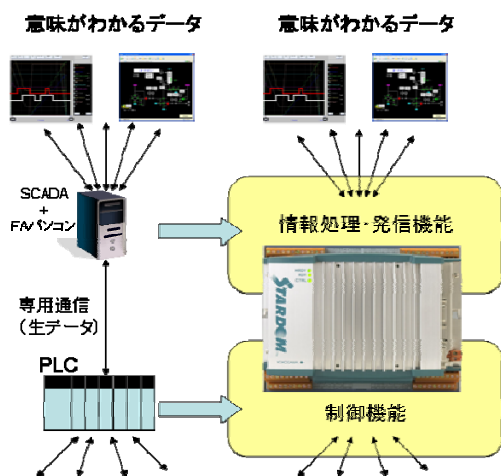 意味がわかるデータ
意味がわかるデータ
SCADA
+
FAパソコン
情報処理・発信機能
専用通信
(生データ)
STARDOM
PLC
制御機能